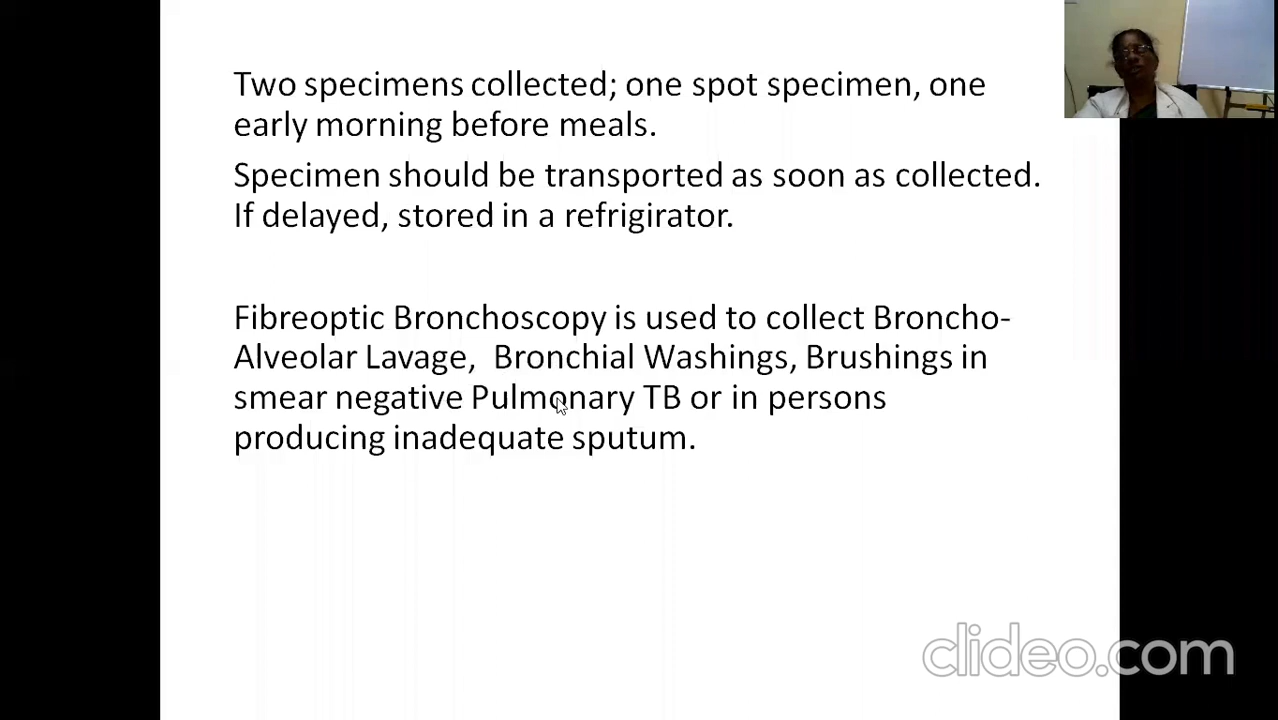 Two specimens collected; one spot specimen, one
early morning before meals.
Specimen should be transported as soon as collected.
If delayed, stored in a refrigirator.
Fibreoptic Bronchoscopy is used to collect Broncho-
Alveolar Lavage,  Bronchial Washings, Brushings in
smear negative Pulmonary TB or in persons
producing inadequate sputum.
clideo.com